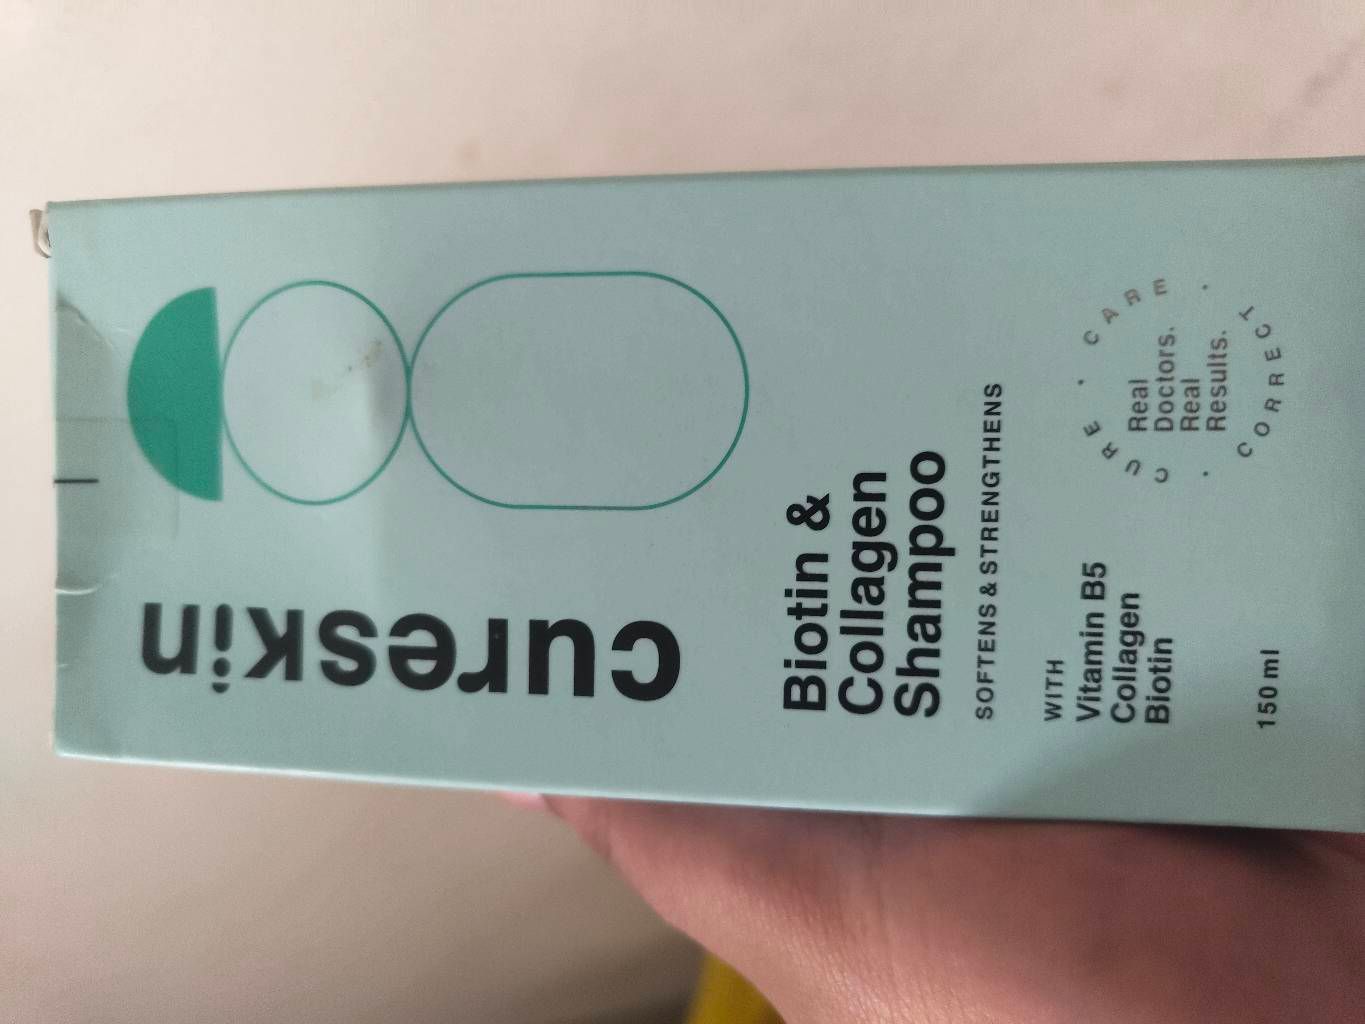 cureskin
Biotin &
Collagen
Shampoo
SOFTENS & STRENGTHENS
WITH
Vitamin B5
Collagen
Biotin
150 ml
CURE · CARE · CORRECT ·
Real
Doctors.
Real
Results.